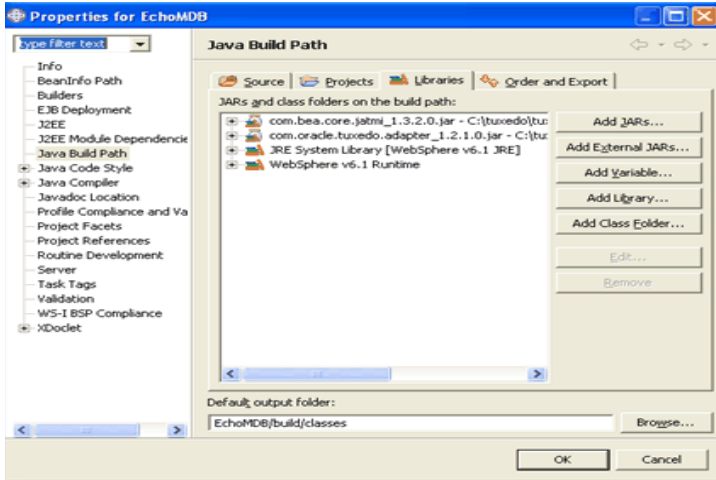 Properties for EchoMDB
type filter text
Info
BeanInfo Path
Builders
EJB Deployment
J2EE
J2EE Module Dependencie
Java Build Path
Java Code Style
Java Compiler
Javadoc Location
Profile Compliance and Va
Project Facets
Project References
Routine Development
Server
Task Tags
Validation
WS-I BSP Compliance
XDoclet
Java Build Path
Source
Projects
Libraries
Order and Export
JARs and class folders on the build path:
com.bea.core.jatmi_1.3.2.0.jar - C:\tuxedo\tu
com.oracle.tuxedo.adapter_1.2.1.0.jar - C:\tu
JRE System Library [WebSphere v6.1 JRE]
WebSphere v6.1 Runtime
Add JARs...
Add External JARs...
Add Variable...
Add Library...
Add Class Folder...
Edit...
Remove
Default output folder:
EchoMDB/build/classes
Browse...
OK
Cancel